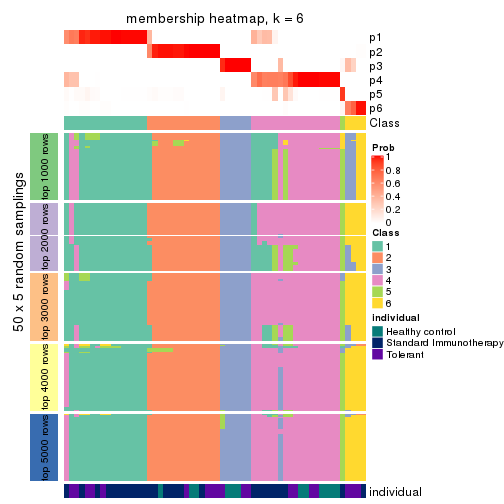 membership heatmap, k = 6
p1
p2
p3
p4
p5
p6
Class
50 x 5 random samplings
top 1000 rows
top 2000 rows
top 3000 rows
top 4000 rows
top 5000 rows
Prob
1
0.8
0.6
0.4
0.2
0
Class
1
2
3
4
5
6
individual
Healthy control
Standard Immunotherapy
Tolerant
individual